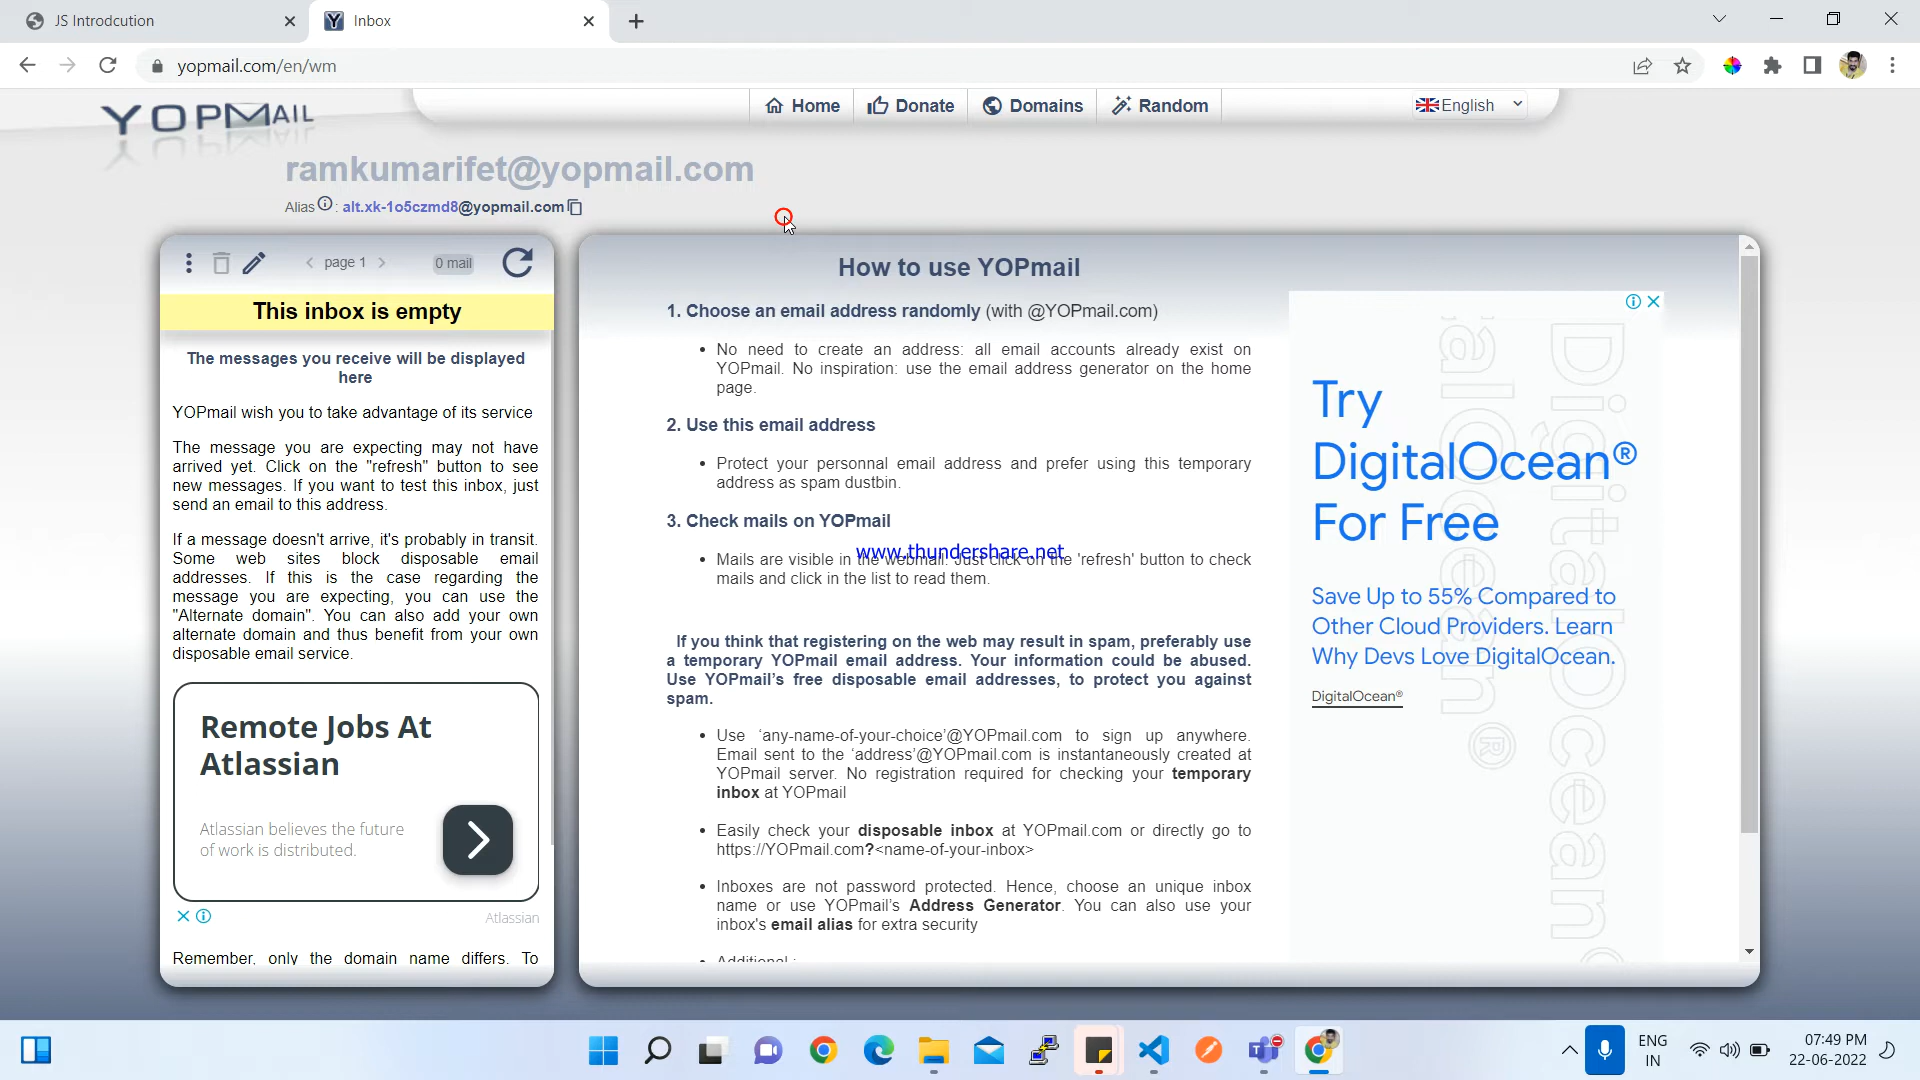 JS Introdcution
Inbox
yopmail.com/en/wm
YOPMAIL
Home
Donate
Domains
Random
English
ramkumarifet@yopmail.com
Alias : alt.xk-1o5czmd8@yopmail.com
page 1
0 mail
This inbox is empty
The messages you receive will be displayed
here
YOPmail wish you to take advantage of its service
The message you are expecting may not have
arrived yet. Click on the "refresh" button to see
new messages. If you want to test this inbox, just
send an email to this address.
If a message doesn't arrive, it's probably in transit.
Some web sites block disposable email
addresses. If this is the case regarding the
message you are expecting, you can use the
"Alternate domain". You can also add your own
alternate domain and thus benefit from your own
disposable email service.
Remote Jobs At
Atlassian
Atlassian believes the future
of work is distributed.
Atlassian
Remember, only the domain name differs. To
How to use YOPmail
1. Choose an email address randomly (with @YOPmail.com)
• No need to create an address: all email accounts already exist on
YOPmail. No inspiration: use the email address generator on the home
page.
2. Use this email address
• Protect your personnal email address and prefer using this temporary
address as spam dustbin.
3. Check mails on YOPmail
www.thundershare.net
• Mails are visible in the webmail. Just click on the 'refresh' button to check
mails and click in the list to read them.
If you think that registering on the web may result in spam, preferably use
a temporary YOPmail email address. Your information could be abused.
Use YOPmail’s free disposable email addresses, to protect you against
spam.
• Use ‘any-name-of-your-choice’@YOPmail.com to sign up anywhere.
Email sent to the ‘address’@YOPmail.com is instantaneously created at
YOPmail server. No registration required for checking your temporary
inbox at YOPmail
• Easily check your disposable inbox at YOPmail.com or directly go to
https://YOPmail.com?<name-of-your-inbox>
• Inboxes are not password protected. Hence, choose an unique inbox
name or use YOPmail's Address Generator. You can also use your
inbox's email alias for extra security
• Additional :
Try
DigitalOcean®
For Free
Save Up to 55% Compared to
Other Cloud Providers. Learn
Why Devs Love DigitalOcean.
DigitalOcean®
DigitalOcean®
ENG
IN
07:49 PM
22-06-2022